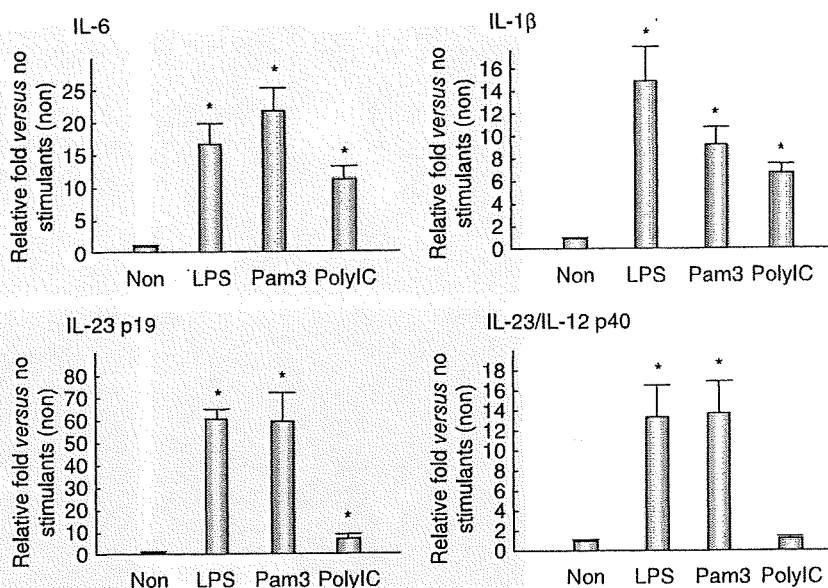 IL-6
Relative fold versus no
stimulants (non)
25
20
15
10
5
0
*
*
*
Non
LPS
Pam3
PolyIC
IL-1β
Relative fold versus no
stimulants (non)
16
14
12
10
8
6
4
2
0
*
*
*
Non
LPS
Pam3
PolyIC
IL-23 p19
Relative fold versus no
stimulants (non)
80
70
60
50
40
30
20
10
0
*
*
*
Non
LPS
Pam3
PolyIC
IL-23/IL-12 p40
Relative fold versus no
stimulants (non)
18
16
14
12
10
8
6
4
2
0
*
*
Non
LPS
Pam3
PolyIC